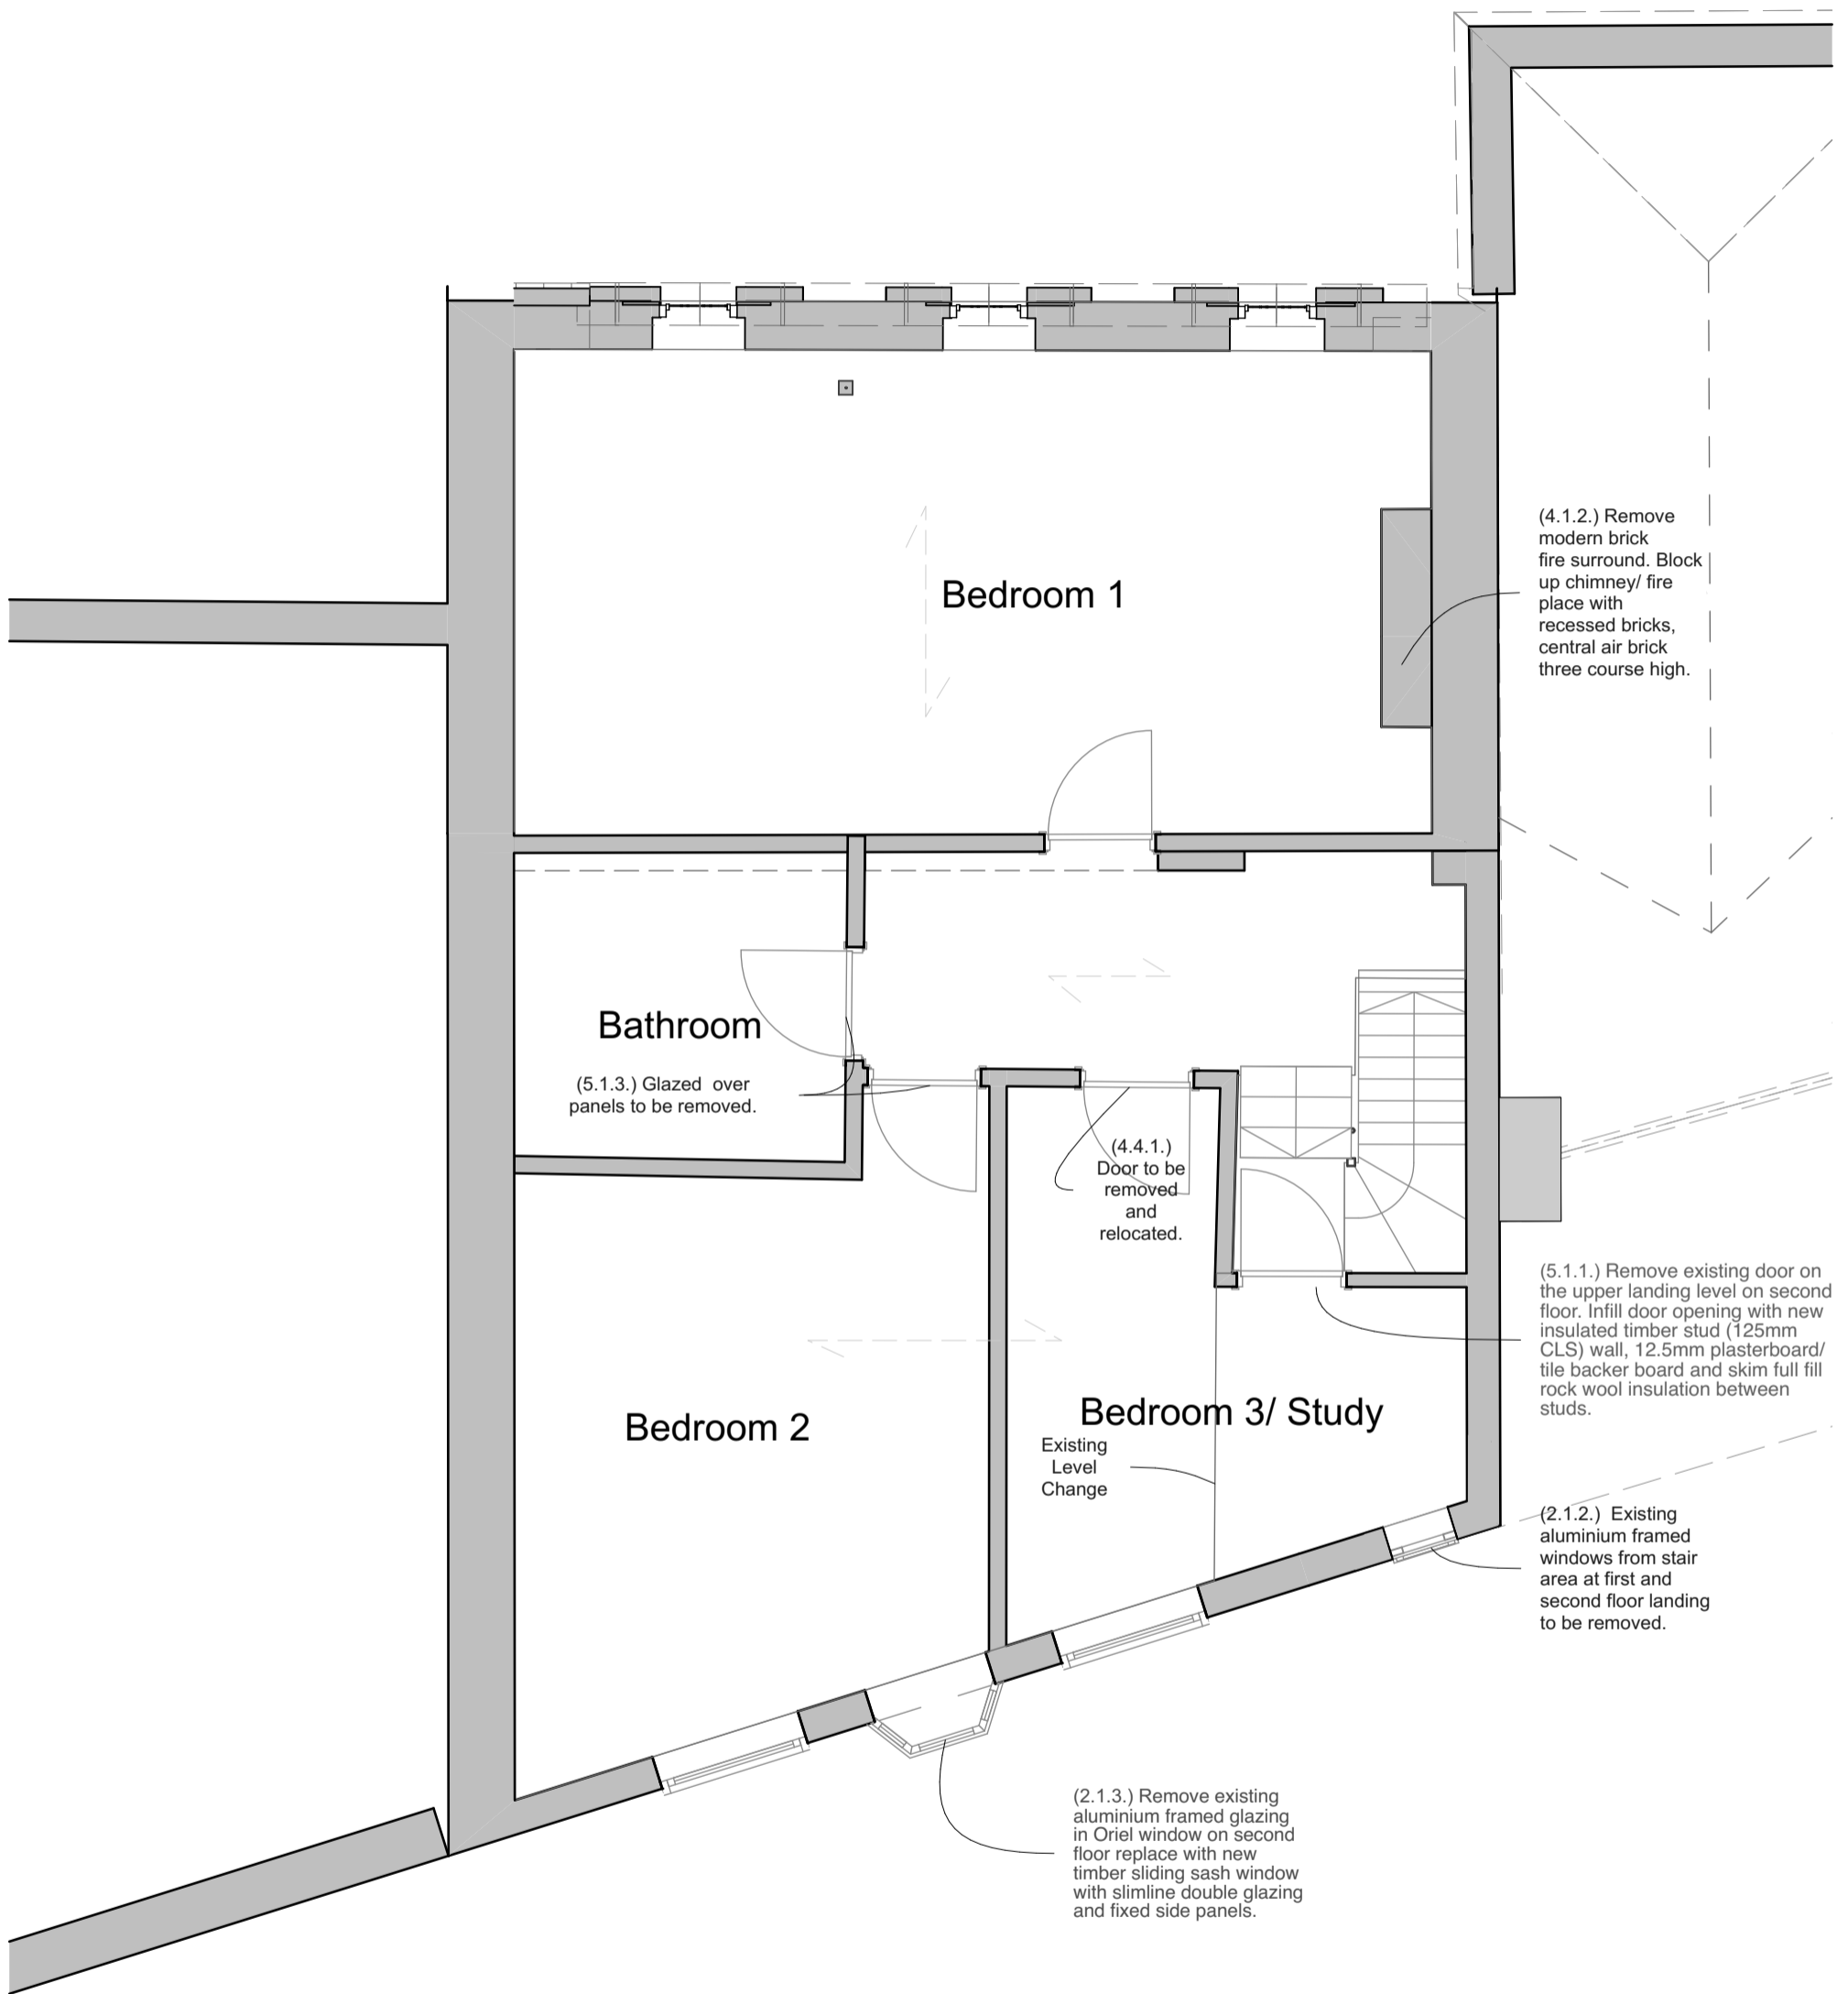 (4.1.2.) Remove
modern brick
fire surround. Block
up chimney/ fire
place with
recessed bricks,
central air brick
three course high.
Bedroom 1
Bathroom
(5.1.3.) Glazed over
panels to be removed.
(4.4.1.)
Door to be
removed
and
relocated.
(5.1.1.) Remove existing door on
the upper landing level on second
floor. Infill door opening with new
insulated timber stud (125mm
CLS) wall, 12.5mm plasterboard/
tile backer board and skim full fill
rock wool insulation between
studs.
Bedroom 2
Bedroom 3/ Study
Existing
Level
Change
(2.1.2.) Existing
aluminium framed
windows from stair
area at first and
second floor landing
to be removed.
(2.1.3.) Remove existing
aluminium framed glazing
in Oriel window on second
floor replace with new
timber sliding sash window
with slimline double glazing
and fixed side panels.